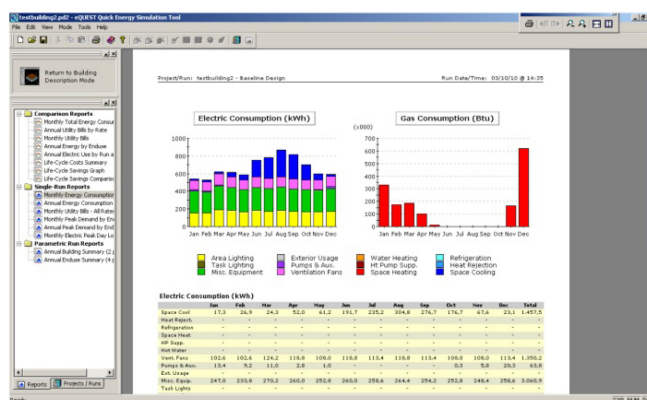 testbuilding2.pd2 - eQUEST Quick Energy Simulation Tool
File Edit View Mode Tools Help
Return to Building
Description Mode
Comparison Reports
Monthly Total Energy Consur
Annual Utility Bills by Rate
Monthly Utility Bills
Annual Energy by Enduse
Annual Electric Use by Run a
Life-Cycle Costs Summary
Life-Cycle Savings Graph
Life-Cycle Savings Comparison
Single-Run Reports
Monthly Energy Consumption
Annual Energy Consumption
Monthly Utility Bills - All Rates
Monthly Peak Demand by En
Annual Peak Demand by End
Monthly Electric Peak Day Lo
Parametric Run Reports
Annual Building Summary (2 p
Annual Enduse Summary (4 p
Reports Projects / Runs
Project/Run: testbuilding2 - Baseline Design Run Date/Time: 03/10/10 @ 14:35
Electric Consumption (kWh)
1000
800
600
400
200
0
Jan Feb Mar Apr May Jun Jul Aug Sep Oct Nov Dec
Gas Consumption (Btu)
(x000)
700
600
500
400
300
200
100
0
Jan Feb Mar Apr May Jun Jul Aug Sep Oct Nov Dec
Area Lighting Exterior Usage Water Heating Refrigeration
Task Lighting Pumps & Aux. Ht Pump Supp. Heat Rejection
Misc. Equipment Ventilation Fans Space Heating Space Cooling
Electric Consumption (kWh)
Jan Feb Mar Apr May Jun Jul Aug Sep Oct Nov Dec Total
Space Cool 17,3 26,9 24,3 52,0 61,2 191,7 235,2 304,8 276,7 176,7 67,6 23,1 1.457,5
Heat Reject. - - - - - - - - - - - - -
Refrigeration - - - - - - - - - - - - -
Space Heat - - - - - - - - - - - - -
HP Supp. - - - - - - - - - - - - -
Hot Water - - - - - - - - - - - - -
Vent. Fans 102,6 102,6 124,2 118,8 108,0 118,8 113,4 118,8 113,4 108,0 108,0 113,4 1.350,2
Pumps & Aux. 13,4 9,2 11,0 2,8 1,0 - - - - 0,3 5,8 20,3 63,8
Ext. Usage - - - - - - - - - - - - -
Misc. Equip. 247,0 233,8 270,2 260,0 252,8 260,0 258,6 264,4 254,2 252,8 248,4 258,6 3.060,9
Task Lights - - - - - - - - - - - - -